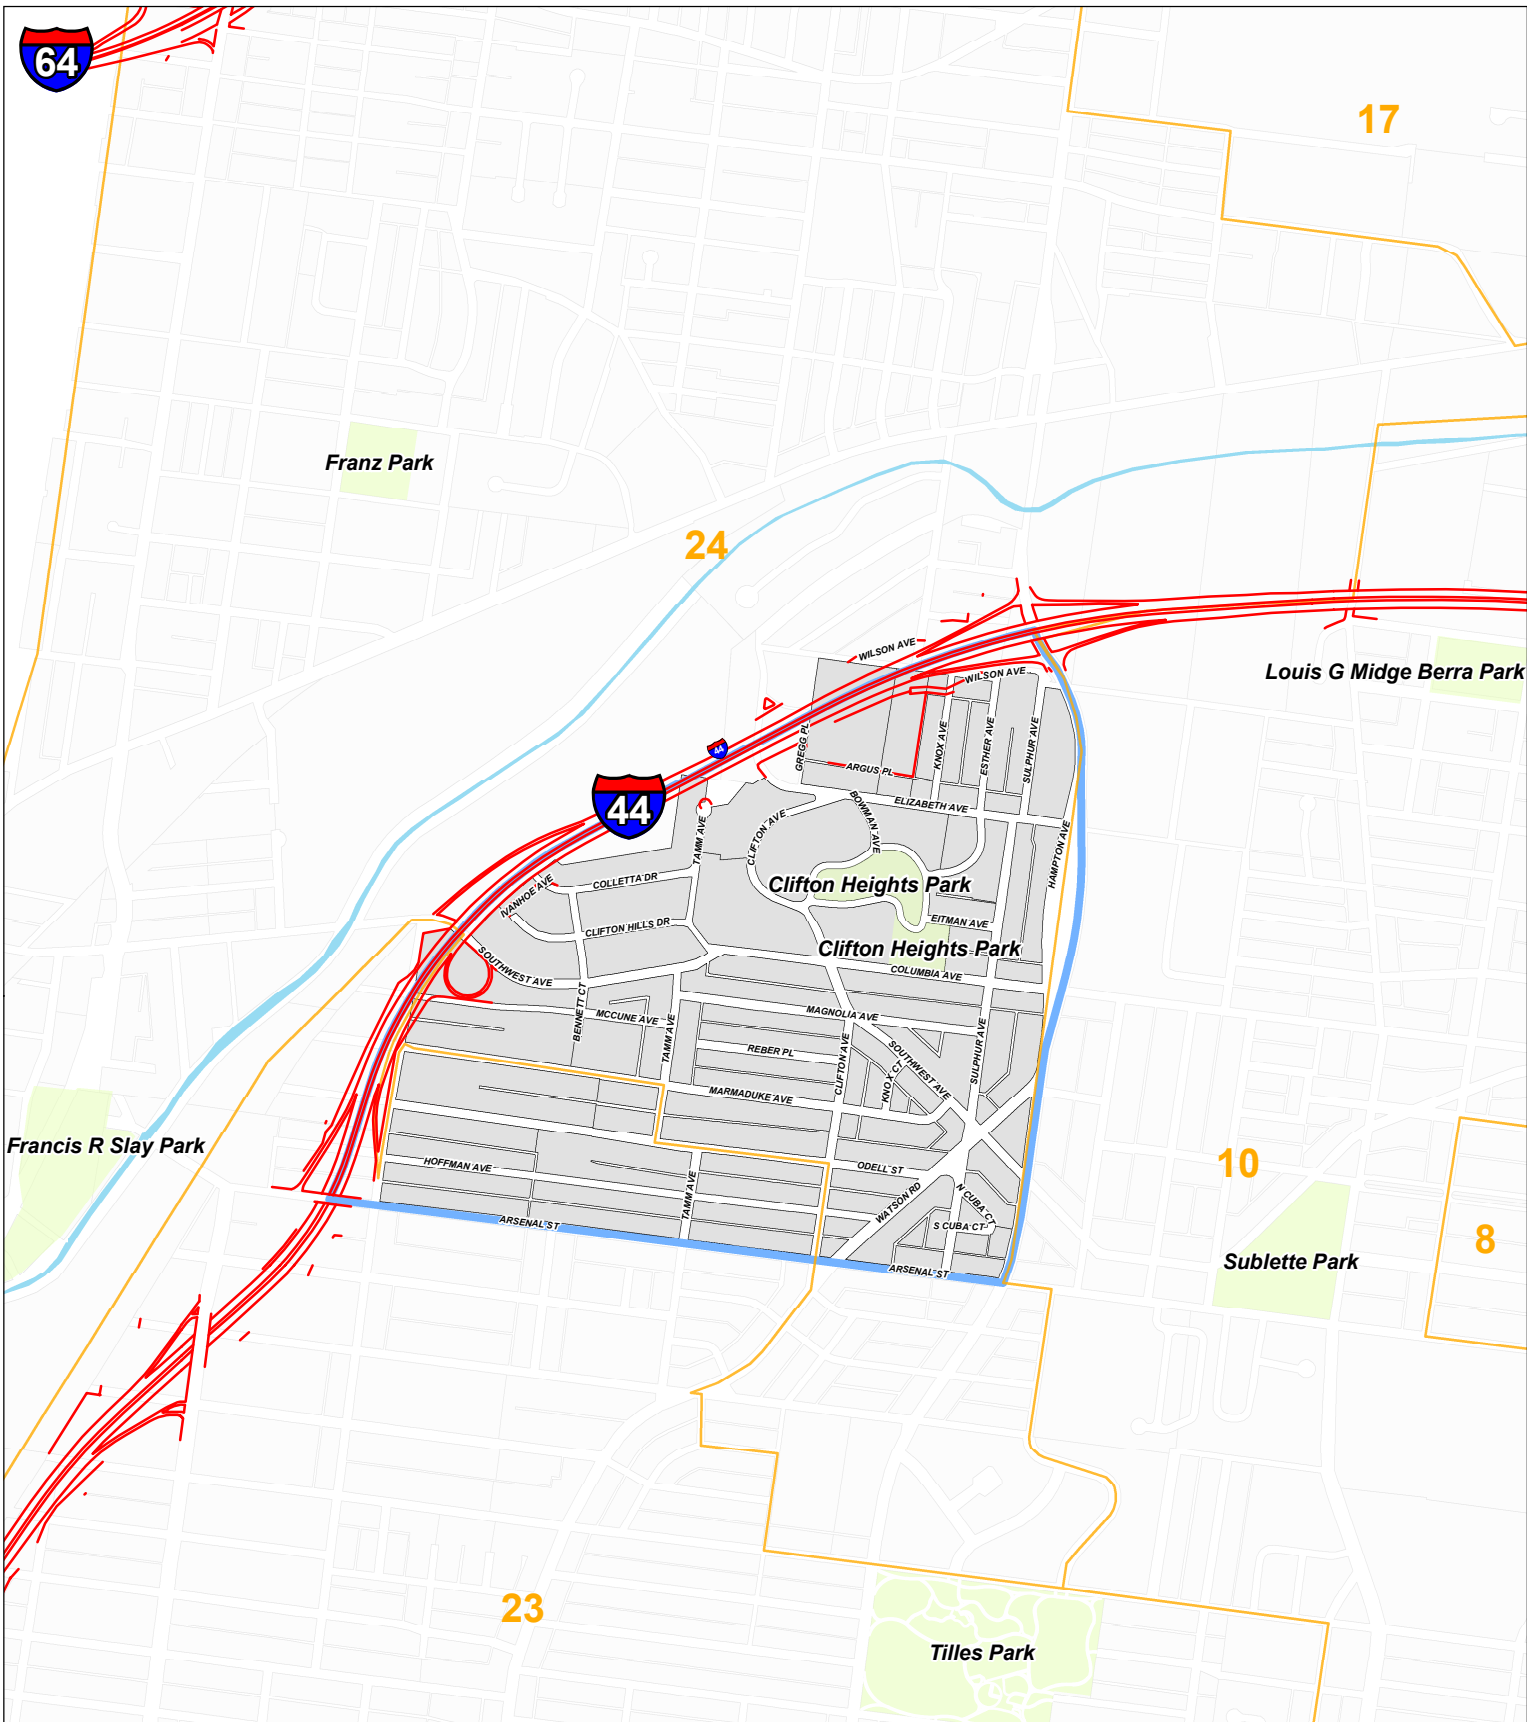 64
17
Franz Park
24
WILSON AVE
Louis G Midge Berra Park
WILSON AVE
GREGG PL
KNOX AVE
ESTHER AVE
SULPHUR AVE
44
ARGUS PL
44
BOWMAN AVE
ELIZABETH AVE
CLIFTON AVE
TAMM AVE
HAMPTON AVE
COLLETTA DR
Clifton Heights Park
IVANHOE AVE
CLIFTON HILLS DR
EITMAN AVE
Clifton Heights Park
SOUTHWEST AVE
COLUMBIA AVE
BENNETT CT
MCCUNE AVE
MAGNOLIA AVE
TAMM AVE
REBER PL
CLIFTON AVE
SOUTHWEST AVE
KNOX CT
SULPHUR AVE
MARMADUKE AVE
Francis R Slay Park
HOFFMAN AVE
ODELL ST
10
TAMM AVE
WATSON RD
N CUBA CT
S CUBA CT
ARSENAL ST
8
Sublette Park
ARSENAL ST
23
Tilles Park